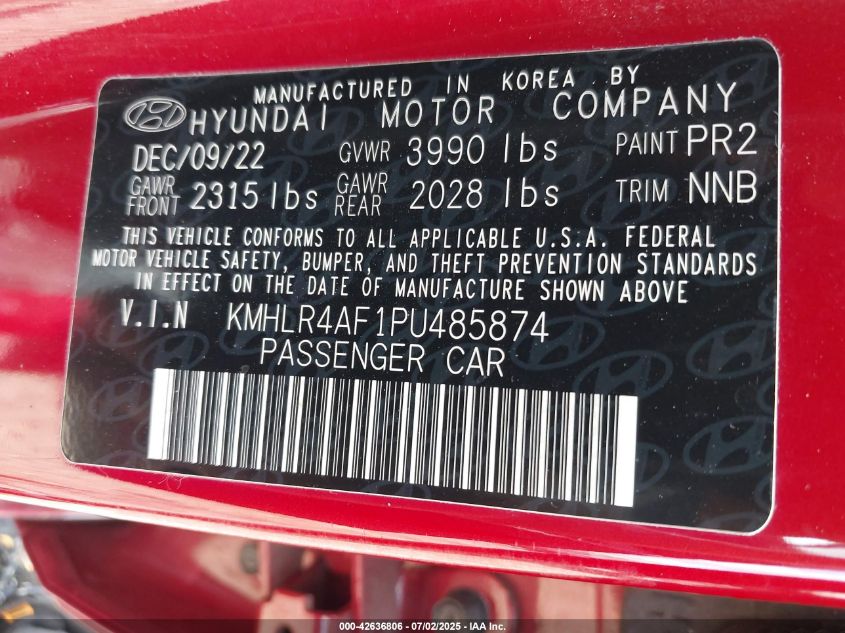 MANUFACTURED IN KOREA BY
HYUNDAI MOTOR COMPANY
DEC/09/22 GVWR 3990 lbs PAINT PR2
GAWR FRONT 2315 lbs GAWR REAR 2028 lbs TRIM NNB
THIS VEHICLE CONFORMS TO ALL APPLICABLE U.S.A. FEDERAL
MOTOR VEHICLE SAFETY, BUMPER, AND THEFT PREVENTION STANDARDS
IN EFFECT ON THE DATE OF MANUFACTURE SHOWN ABOVE
V.I.N KMHLR4AF1PU485874
PASSENGER CAR
000-42636806 - 07/02/2025 - IAA Inc.